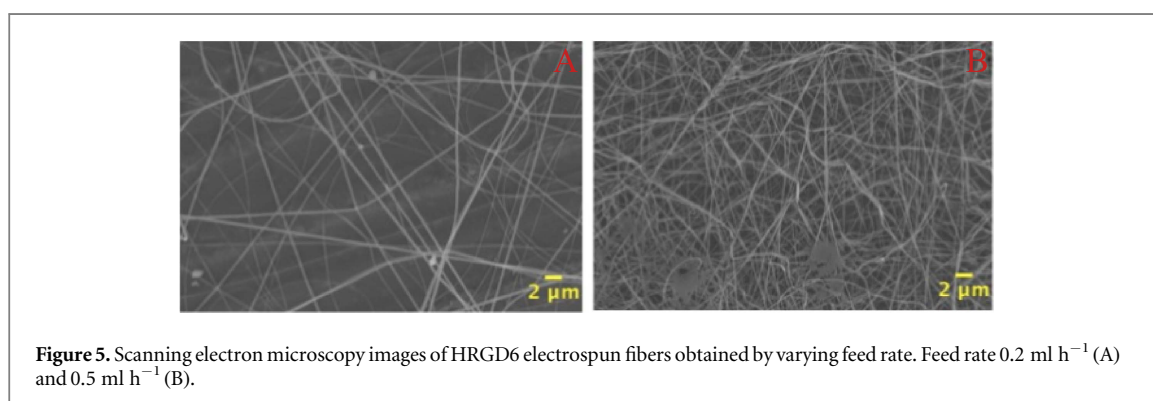 A
B
2 μm
2 μm
Figure 5. Scanning electron microscopy images of HRGD6 electrospun fibers obtained by varying feed rate. Feed rate 0.2 ml h⁻¹ (A)
and 0.5 ml h⁻¹ (B).